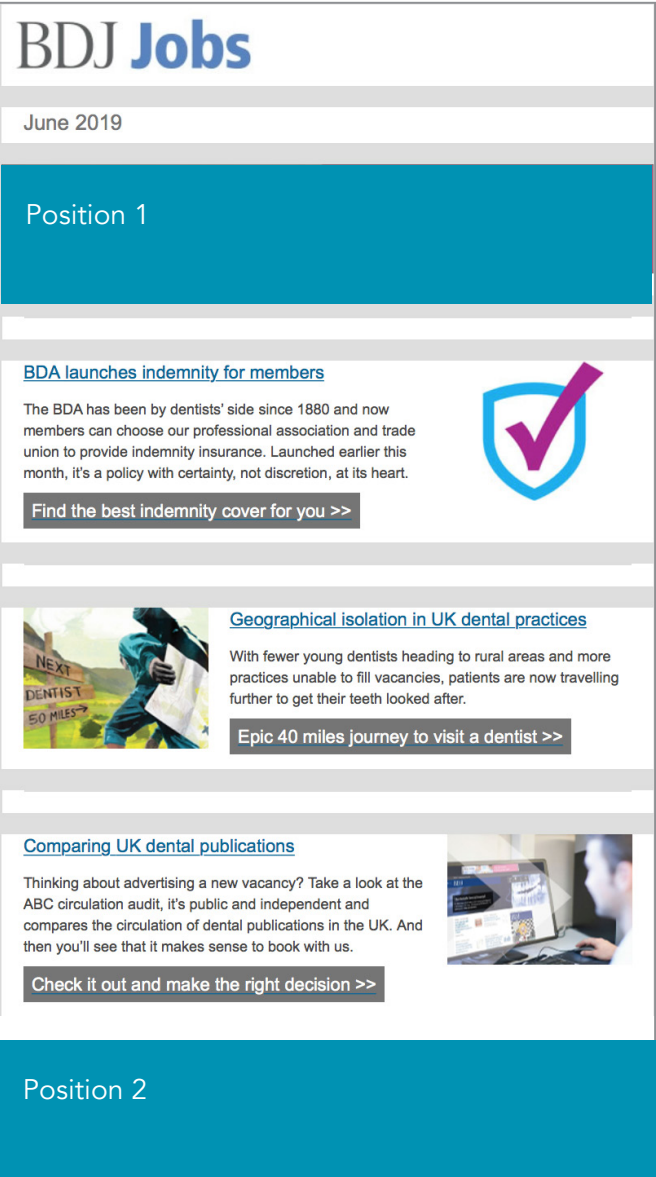 BDJ Jobs
June 2019
Position 1
BDA launches indemnity for members
The BDA has been by dentists’ side since 1880 and now
members can choose our professional association and trade
union to provide indemnity insurance. Launched earlier this
month, it’s a policy with certainty, not discretion, at its heart.
Find the best indemnity cover for you >>
NEXT
DENTIST
50 MILES
Geographical isolation in UK dental practices
With fewer young dentists heading to rural areas and more
practices unable to fill vacancies, patients are now travelling
further to get their teeth looked after.
Epic 40 miles journey to visit a dentist >>
Comparing UK dental publications
Thinking about advertising a new vacancy? Take a look at the
ABC circulation audit, it’s public and independent and
compares the circulation of dental publications in the UK. And
then you’ll see that it makes sense to book with us.
Check it out and make the right decision >>
Position 2